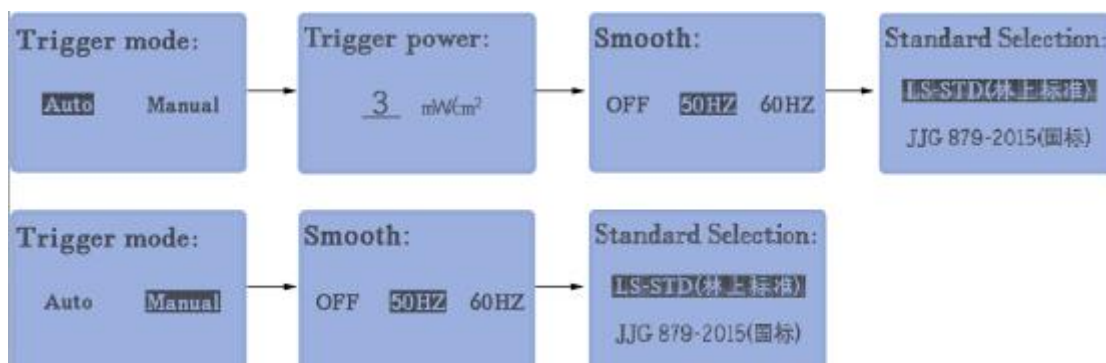 Trigger mode:
Auto Manual
Trigger power:
3 mW/cm²
Smooth:
OFF 50HZ 60HZ
Standard Selection:
LS-STD(林上标准)
JJG 879-2015(国标)
Trigger mode:
Auto Manual
Smooth:
OFF 50HZ 60HZ
Standard Selection:
LS-STD(林上标准)
JJG 879-2015(国标)